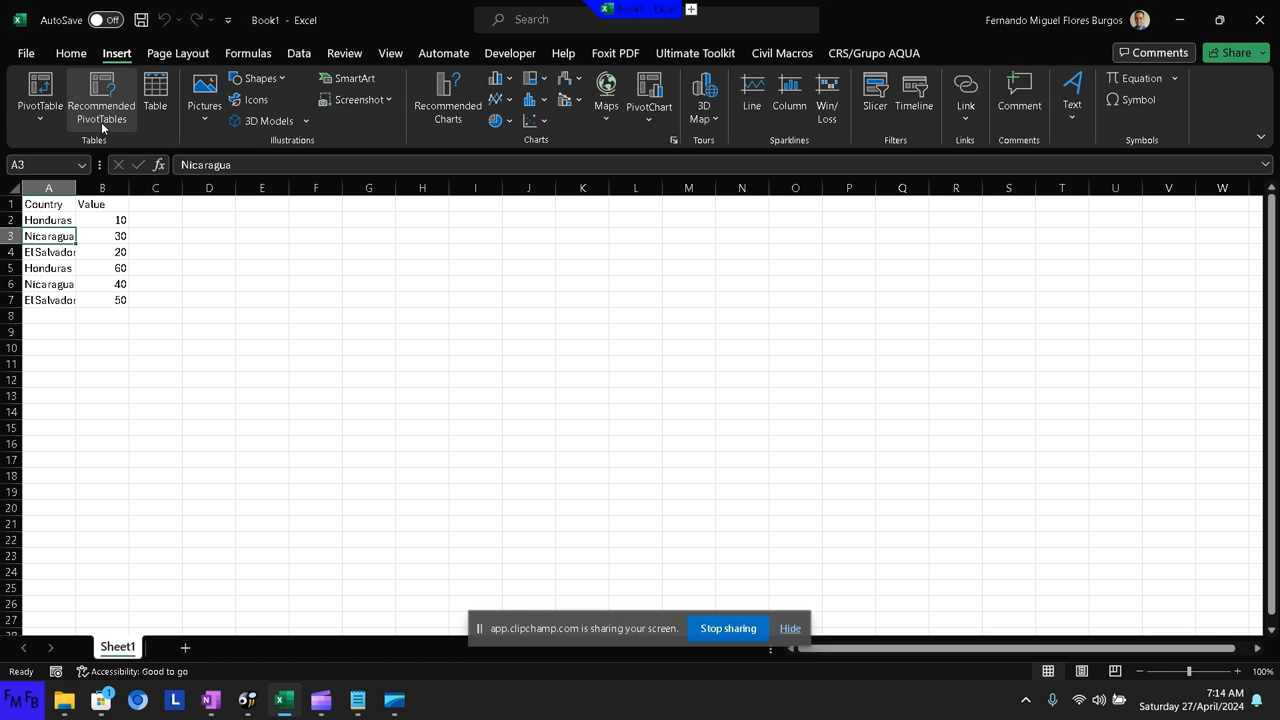 Book1 - Excel
AutoSave Off Book1 - Excel Search Fernando Miguel Flores Burgos
File Home Insert Page Layout Formulas Data Review View Automate Developer Help Foxit PDF Ultimate Toolkit Civil Macros CRS/Grupo AQUA Comments Share
PivotTable Recommended PivotTables Table Pictures Shapes Icons 3D Models SmartArt Screenshot Recommended Charts Maps PivotChart 3D Map Line Column Win/Loss Slicer Timeline Link Comment Text Equation Symbol
Tables Illustrations Charts Tours Sparklines Filters Links Comments Symbols
A3 fx Nicaragua
A B C D E F G H I J K L M N O P Q R S T U V W
1 Country Value
2 Honduras 10
3 Nicaragua 30
4 El Salvador 20
5 Honduras 60
6 Nicaragua 40
7 El Salvador 50
8
9
10
11
12
13
14
15
16
17
18
19
20
21
22
23
24
25
26
27
app.clipchamp.com is sharing your screen. Stop sharing Hide
Sheet1
Ready Accessibility: Good to go 100%
FM FB 1 L N 7:14 AM
Saturday 27/April/2024